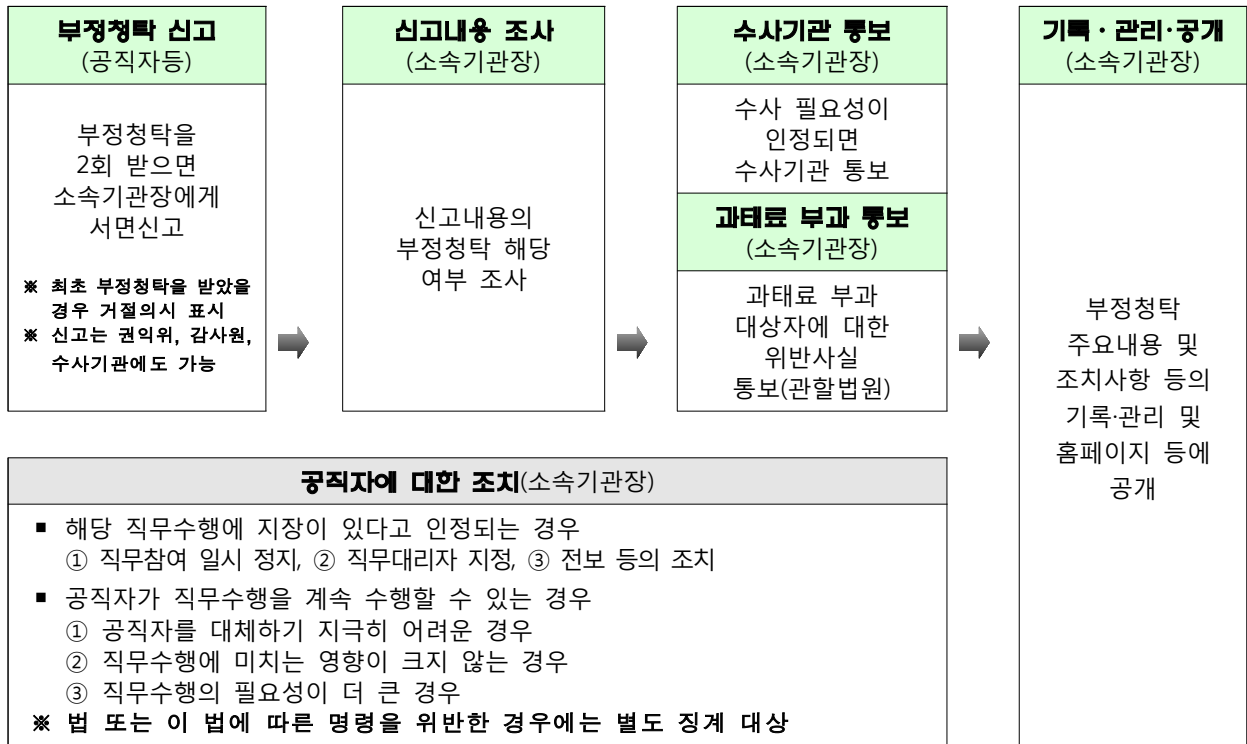 부정청탁 신고
(공직자등)
부정청탁을
2회 받으면
소속기관장에게
서면신고
※ 최초 부정청탁을 받았을
경우 거절의사 표시
※ 신고는 권익위, 감사원,
수사기관에도 가능
신고내용 조사
(소속기관장)
신고내용의
부정청탁 해당
여부 조사
수사기관 통보
(소속기관장)
수사 필요성이
인정되면
수사기관 통보
과태료 부과 통보
(소속기관장)
과태료 부과
대상자에 대한
위반사실
통보(관할법원)
기록·관리·공개
(소속기관장)
부정청탁
주요내용 및
조치사항 등의
기록·관리 및
홈페이지 등에
공개
공직자에 대한 조치(소속기관장)
▪ 해당 직무수행에 지장이 있다고 인정되는 경우
① 직무참여 일시 정지, ② 직무대리자 지정, ③ 전보 등의 조치
▪ 공직자가 직무수행을 계속 수행할 수 있는 경우
① 공직자를 대체하기 지극히 어려운 경우
② 직무수행에 미치는 영향이 크지 않는 경우
③ 직무수행의 필요성이 더 큰 경우
※ 법 또는 이 법에 따른 명령을 위반한 경우에는 별도 징계 대상